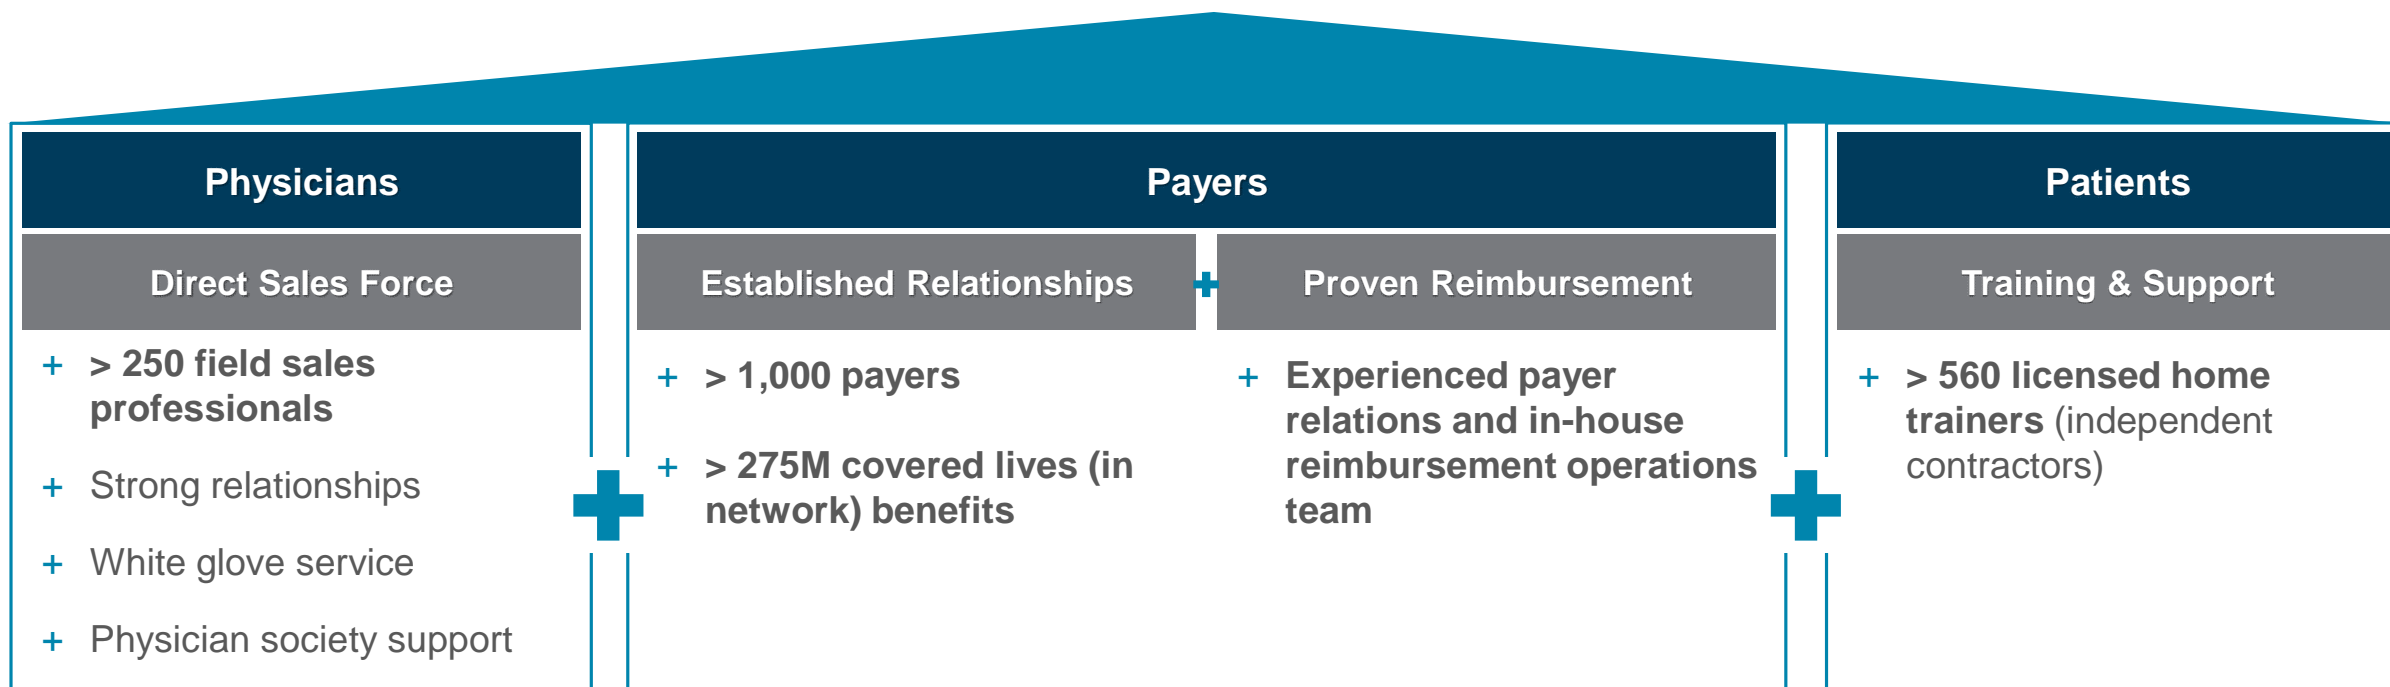 Physicians
Direct Sales Force
+ > 250 field sales
professionals
+ Strong relationships
+ White glove service
+ Physician society support
Payers
Established Relationships
+ > 1,000 payers
+ > 275M covered lives (in
network) benefits
Proven Reimbursement
+ Experienced payer
relations and in-house
reimbursement operations
team
Patients
Training & Support
+ > 560 licensed home
trainers (independent
contractors)